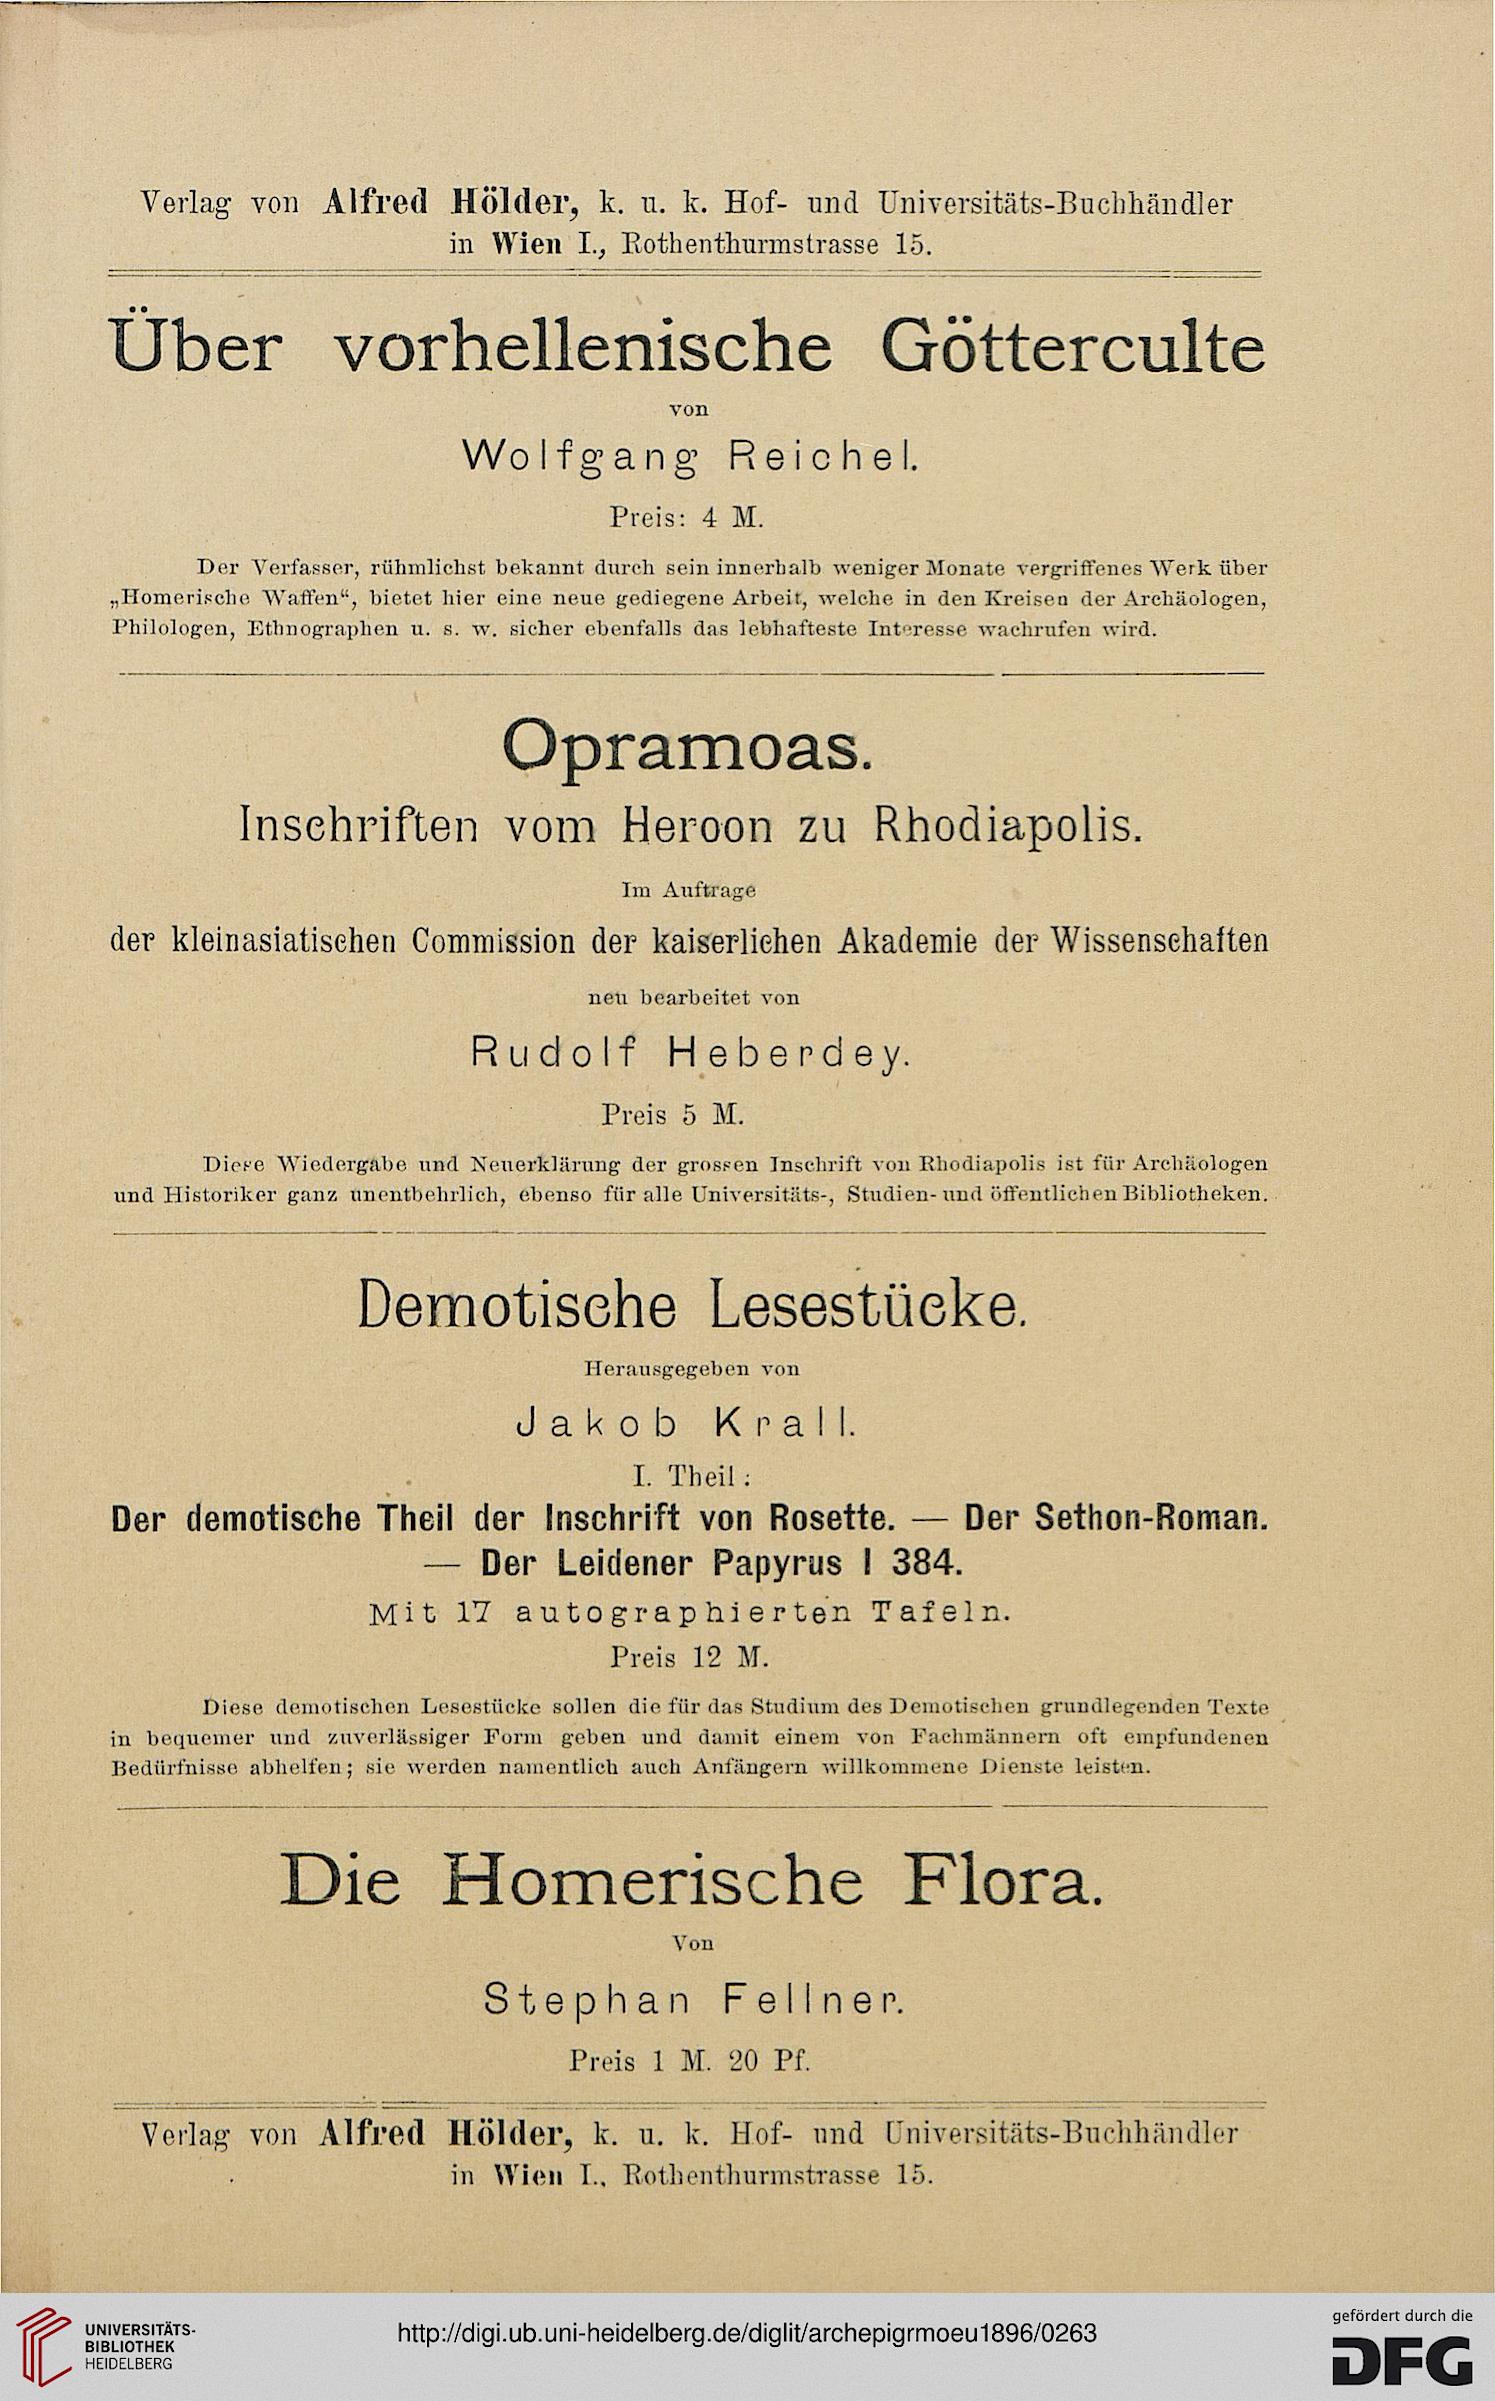 Verlag von Alfred Hölder, k. u. k. Hof- und Universitäts-Buchhändler
in Wien I., Rothenthurmstrasse 15.
Über vorhellenische Götterculte
von
Wolfgang Reichel.
Preis: 4 M.
Der Verfasser, rühmlichst bekannt durch sein innerhalb weniger Monate vergriffenes Werk über
„Homerische Waffen“, bietet hier eine neue gediegene Arbeit, welche in den Kreisen der Archäologen,
Philologen, Ethnographen u. s. w. sicher ebenfalls das lebhafteste Interesse wachrufen wird.
Opramoas.
Inschriften vom Heroon zu Rhodiapolis.
Im Auftrage
der kleinasiatischen Commission der kaiserlichen Akademie der Wissenschaften
neu bearbeitet von
Rudolf Heberdey.
Preis 5 M.
Diese Wiedergabe und Neuerklärung der grossen Inschrift von Rhodiapolis ist für Archäologen
und Historiker ganz unentbehrlich, ebenso für alle Universitäts-, Studien- und öffentlichen Bibliotheken.
Demotische Lesestücke.
Herausgegeben von
Jakob Krall.
I. Theil:
Der demotische Theil der Inschrift von Rosette. — Der Sethon-Roman.
— Der Leidener Papyrus I 384.
Mit 17 autographierten Tafeln.
Preis 12 M.
Diese demotischen Lesestücke sollen die für das Studium des Demotischen grundlegenden Texte
in bequemer und zuverlässiger Form geben und damit einem von Fachmännern oft empfundenen
Bedürfnisse abhelfen; sie werden namentlich auch Anfängern willkommene Dienste leisten.
Die Homerische Flora.
Von
Stephan Fellner.
Preis 1 M. 20 Pf.
Verlag von Alfred Hölder, k. u. k. Hof- und Universitäts-Buchhändler
in Wien I., Rothenthurmstrasse 15.
UNIVERSITÄTS-
BIBLIOTHEK
HEIDELBERG
http://digi.ub.uni-heidelberg.de/diglit/archepigrmoeu1896/0263
gefördert durch die
DFG